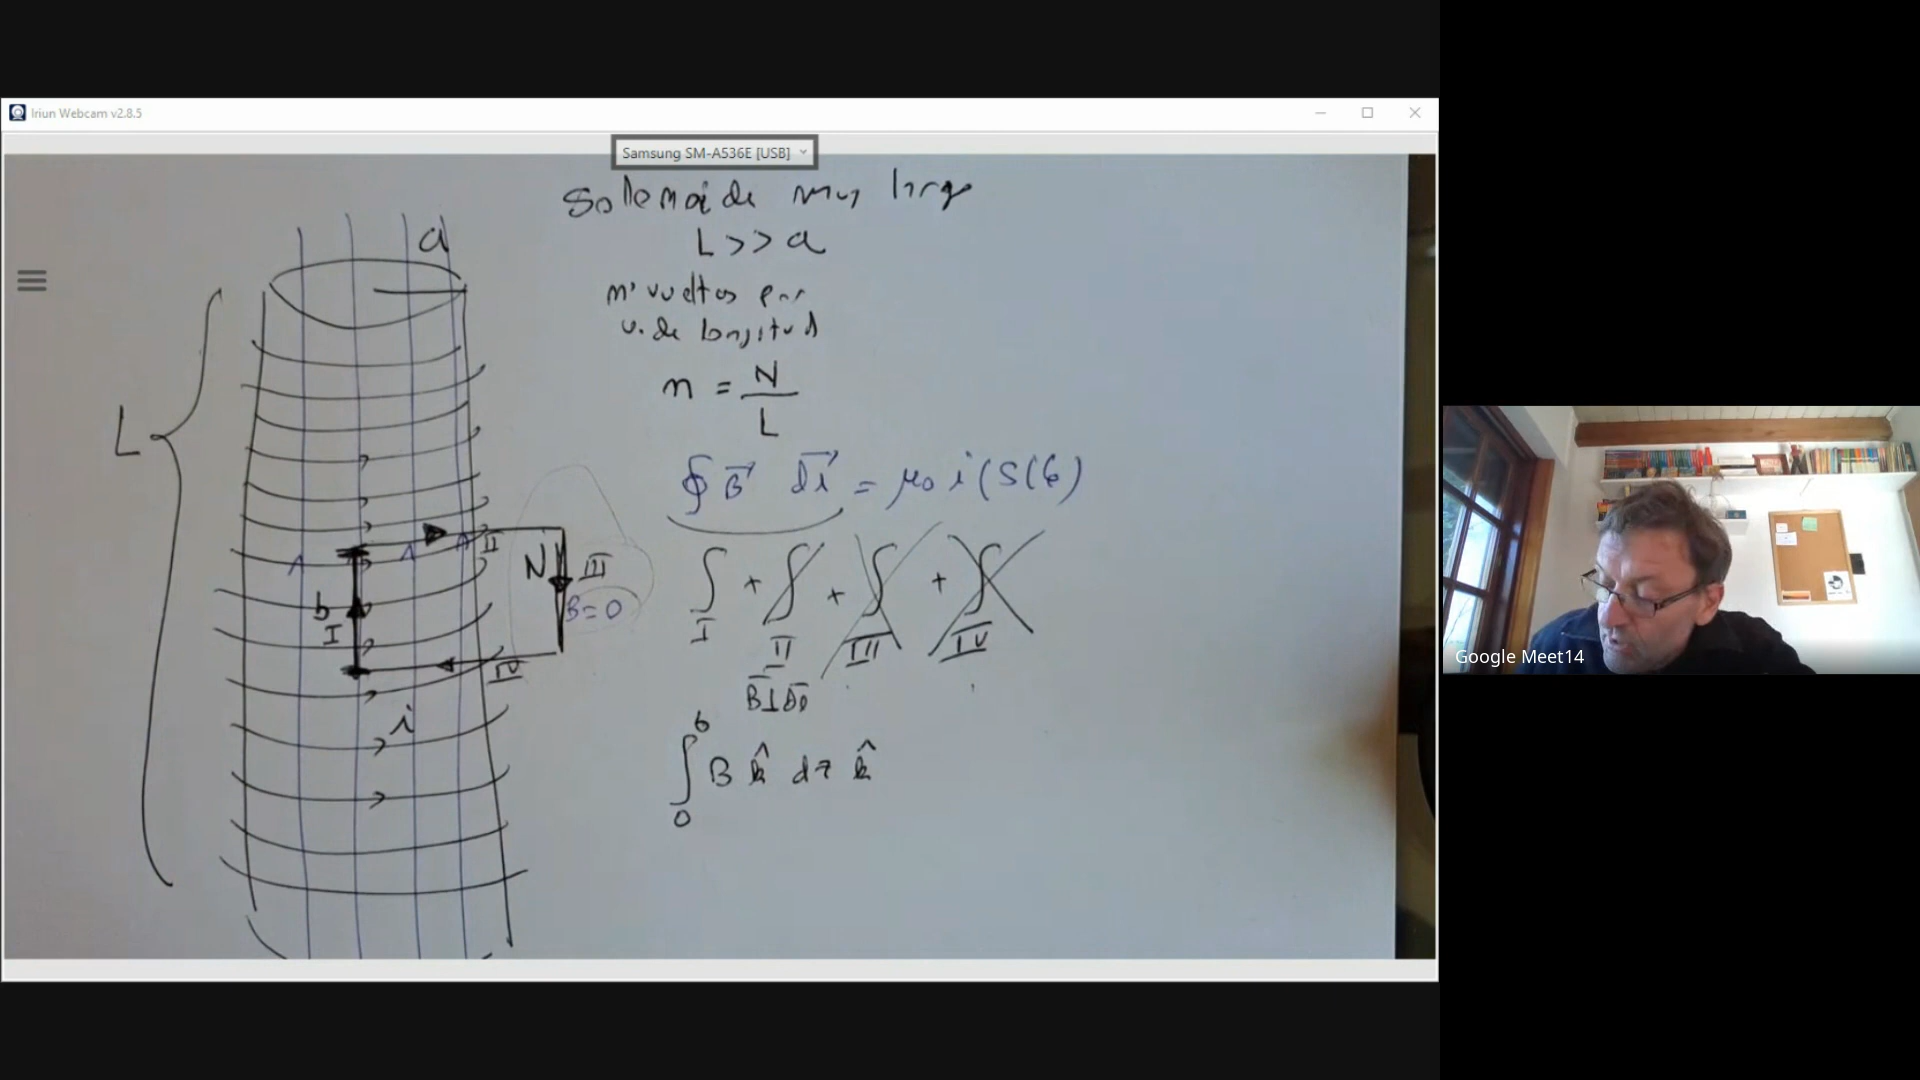 Iriun Webcam v2.8.5
Samsung SM-A536E [USB]
Solenoide muy largo
L >> a
nº vueltas por
u. de longitud
n = N / L
∮ B⃗ dl⃗ = μ₀ i (S(C))
∫ + ∫ + ∫ + ∫
I II III IV
B ⊥ dl
∫₀ᵇ B k̂ dz k̂
a
L
II
N III
b
B = 0
I
IV
i
Google Meet14